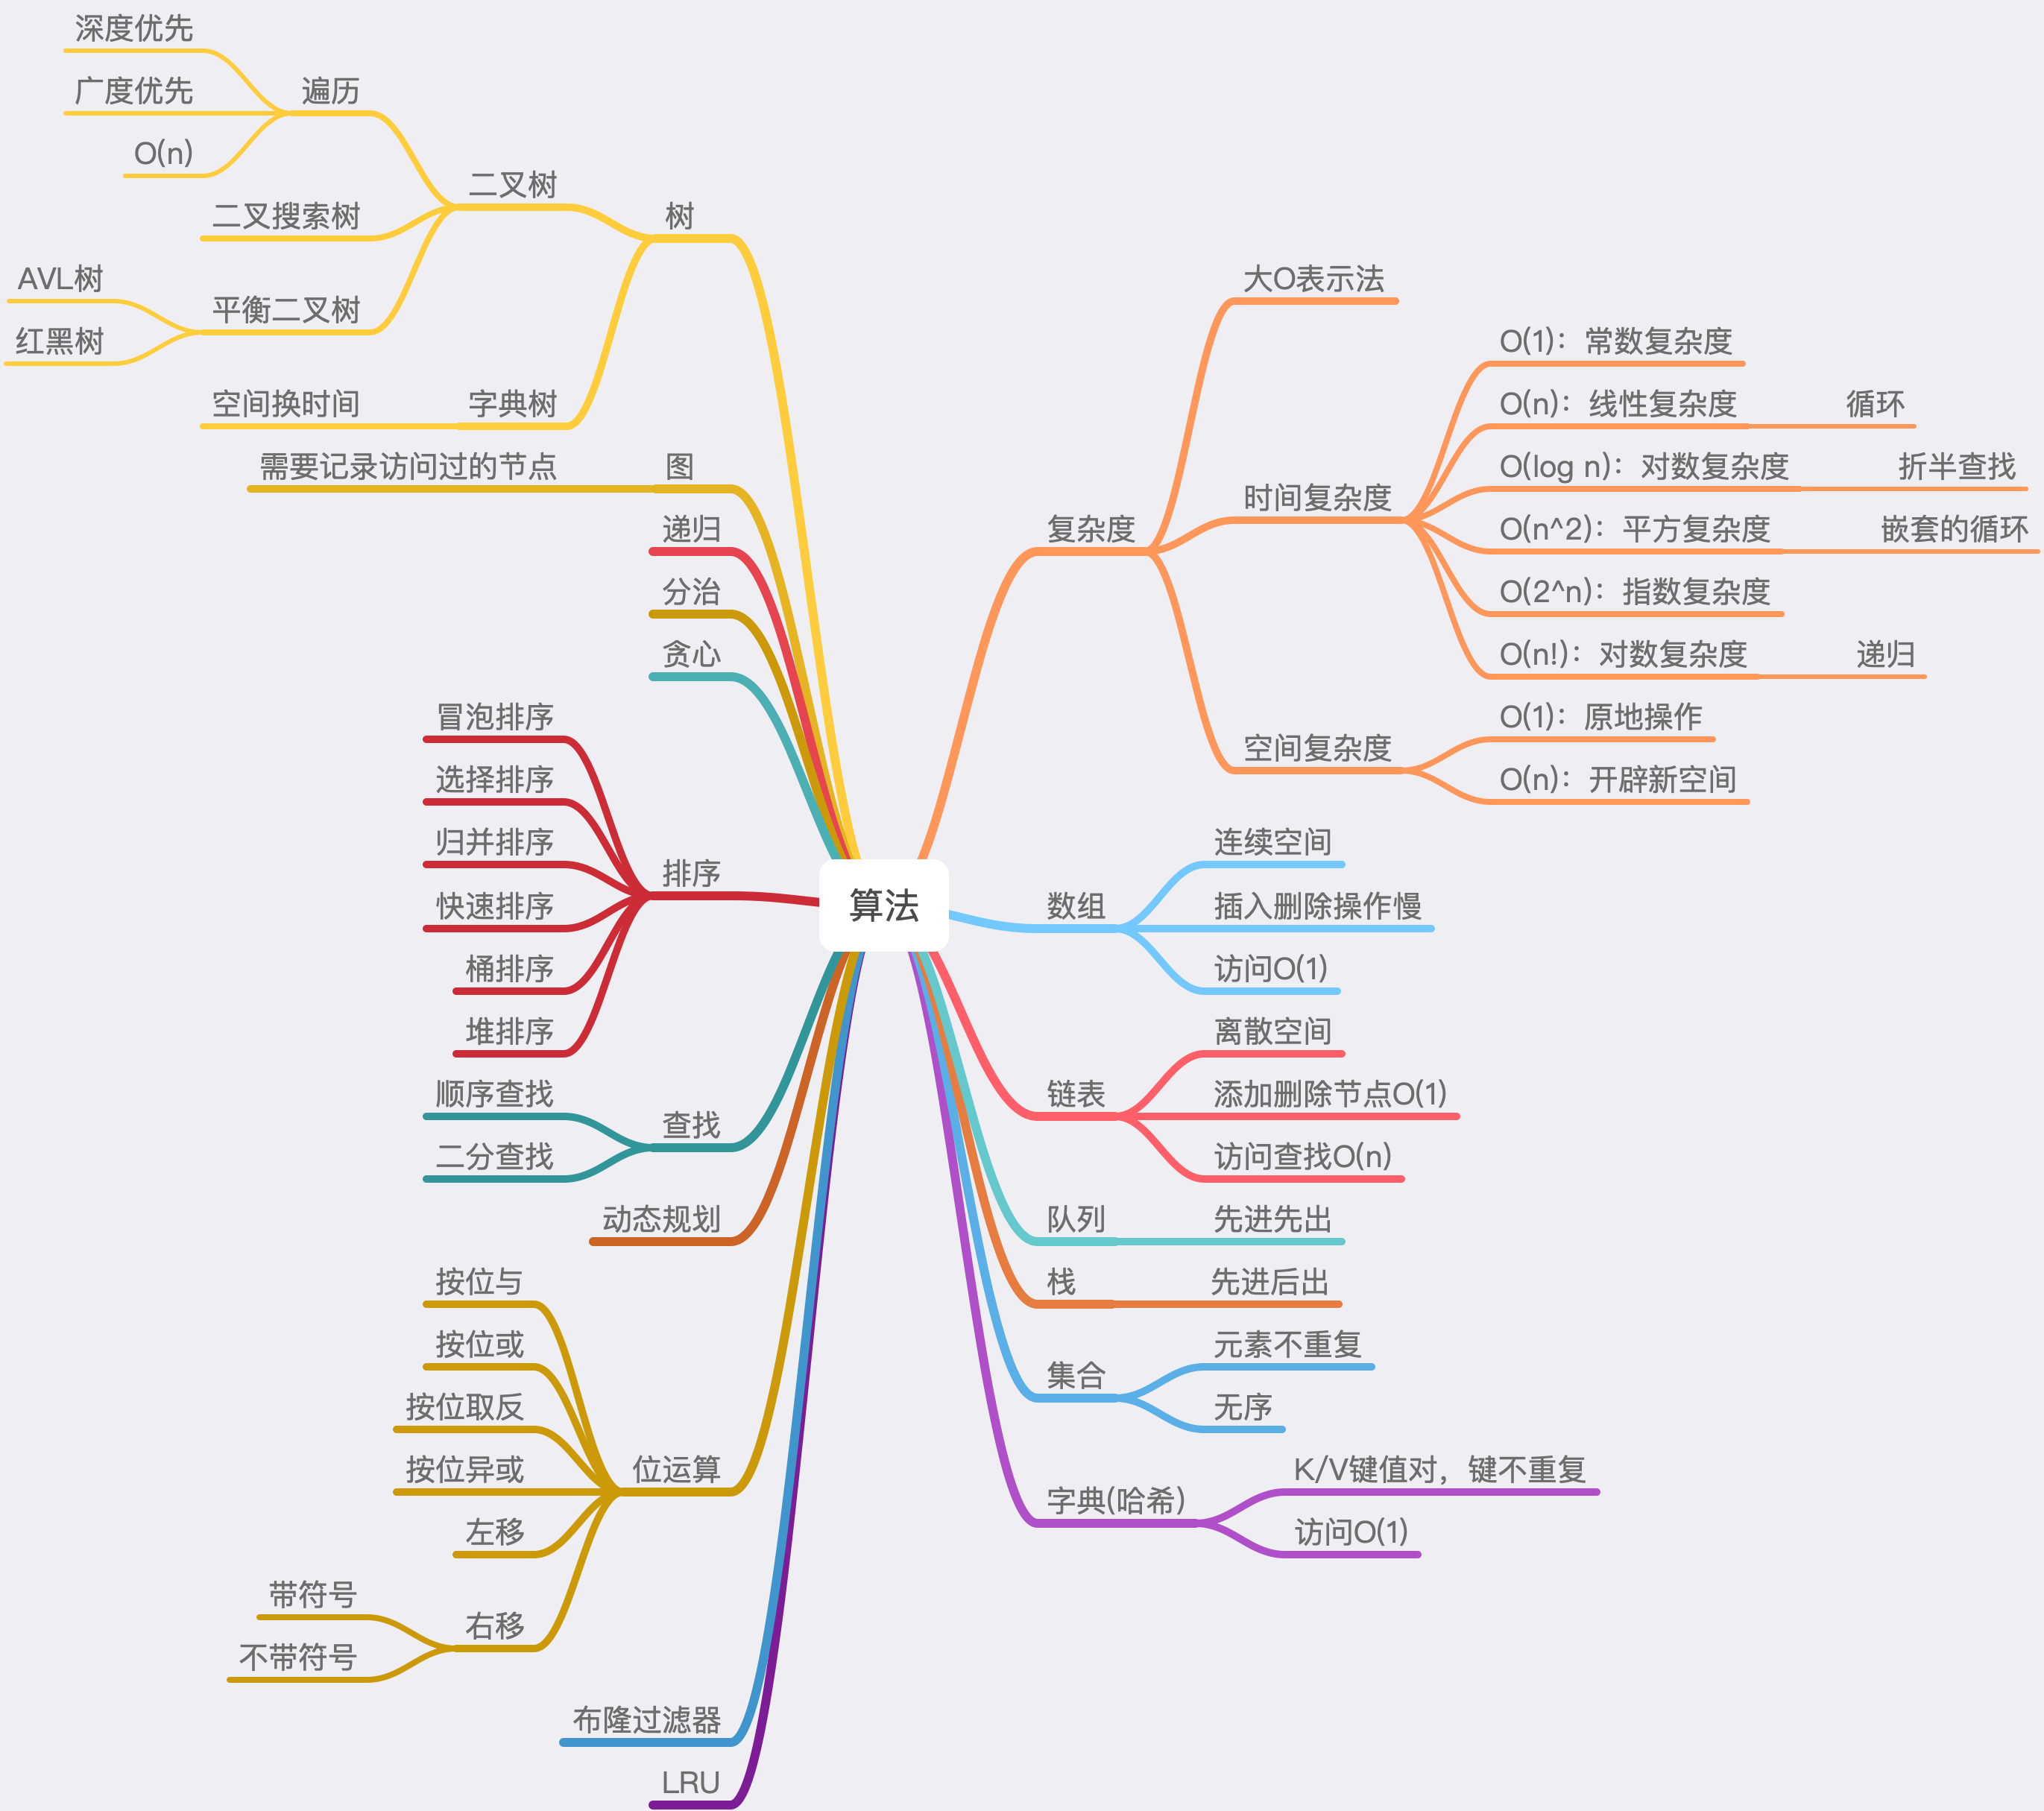 算法
复杂度
大O表示法
时间复杂度
O(1)：常数复杂度
O(n)：线性复杂度
循环
O(log n)：对数复杂度
折半查找
O(n^2)：平方复杂度
嵌套的循环
O(2^n)：指数复杂度
O(n!)：对数复杂度
递归
空间复杂度
O(1)：原地操作
O(n)：开辟新空间
数组
连续空间
插入删除操作慢
访问O(1)
链表
离散空间
添加删除节点O(1)
访问查找O(n)
队列
先进先出
栈
先进后出
集合
元素不重复
无序
字典(哈希)
K/V键值对，键不重复
访问O(1)
树
二叉树
遍历
深度优先
广度优先
O(n)
二叉搜索树
平衡二叉树
AVL树
红黑树
字典树
空间换时间
图
需要记录访问过的节点
递归
分治
贪心
排序
冒泡排序
选择排序
归并排序
快速排序
桶排序
堆排序
查找
顺序查找
二分查找
动态规划
位运算
按位与
按位或
按位取反
按位异或
左移
右移
带符号
不带符号
布隆过滤器
LRU